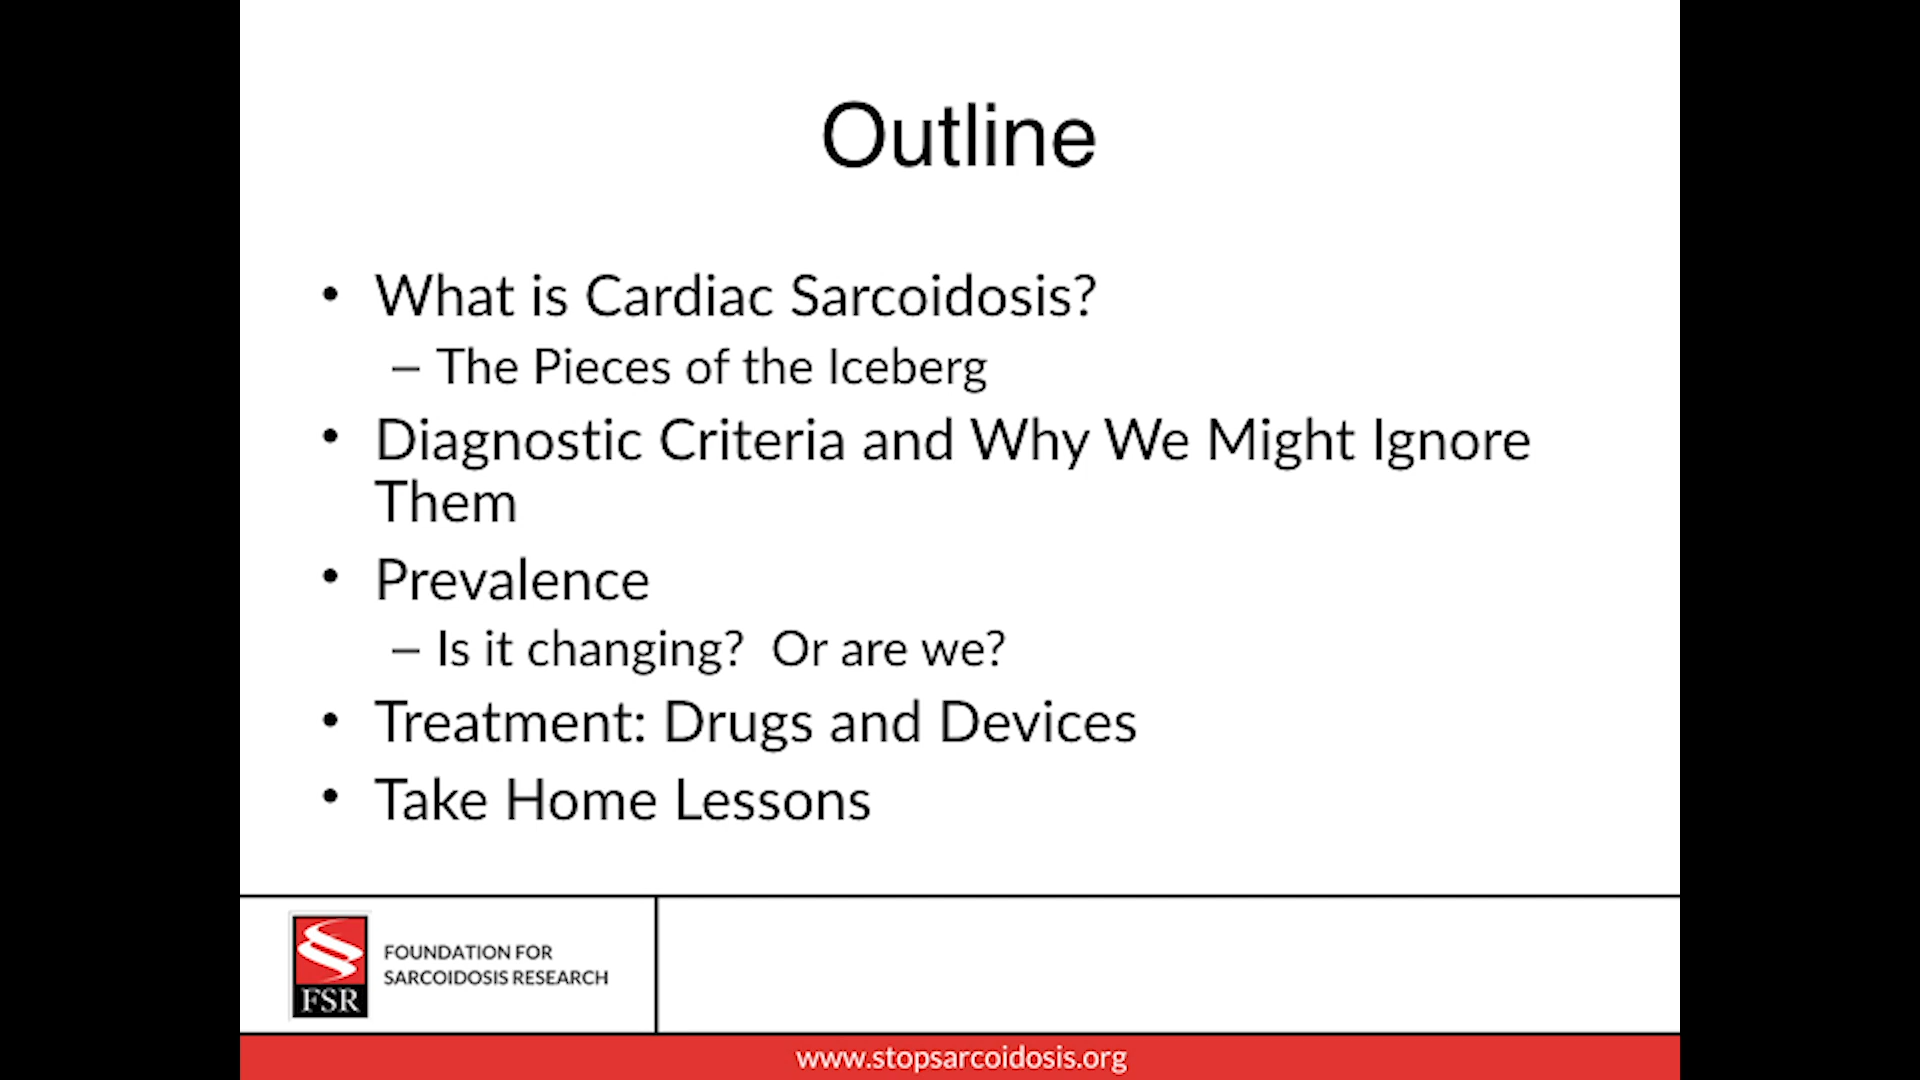 Outline
• What is Cardiac Sarcoidosis?
– The Pieces of the Iceberg
• Diagnostic Criteria and Why We Might Ignore
Them
• Prevalence
– Is it changing?  Or are we?
• Treatment: Drugs and Devices
• Take Home Lessons
FSR
FOUNDATION FOR
SARCOIDOSIS RESEARCH
www.stopsarcoidosis.org